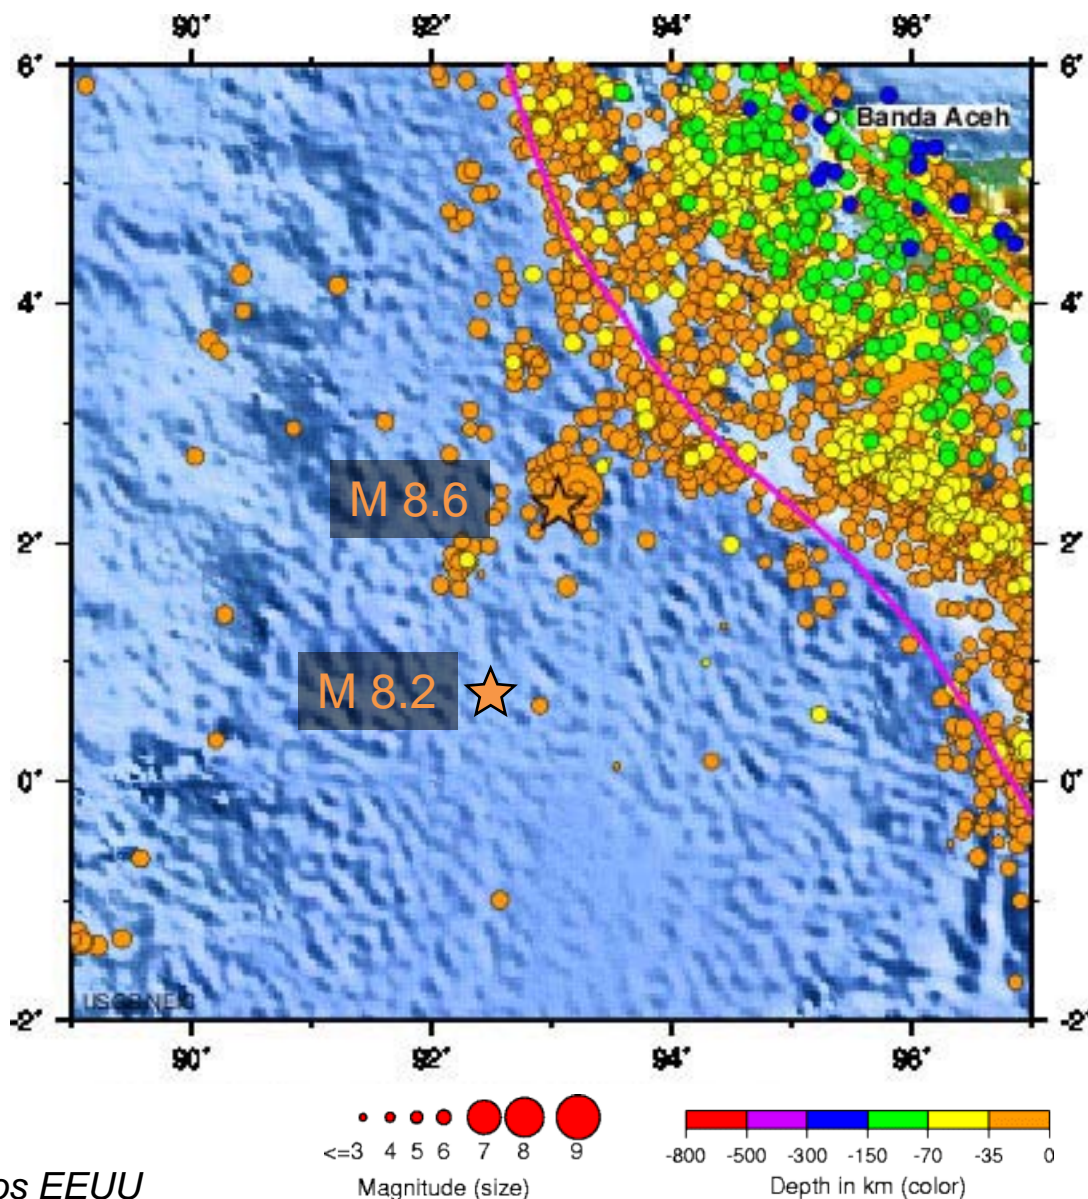 90° 92° 94° 96°
6° 6°
Banda Aceh
4° 4°
M 8.6
2° 2°
M 8.2
0° 0°
USGS NEIC
-2° -2°
90° 92° 94° 96°
<=3 4 5 6 7 8 9
Magnitude (size)
-800 -500 -300 -150 -70 -35 0
Depth in km (color)
EEUU